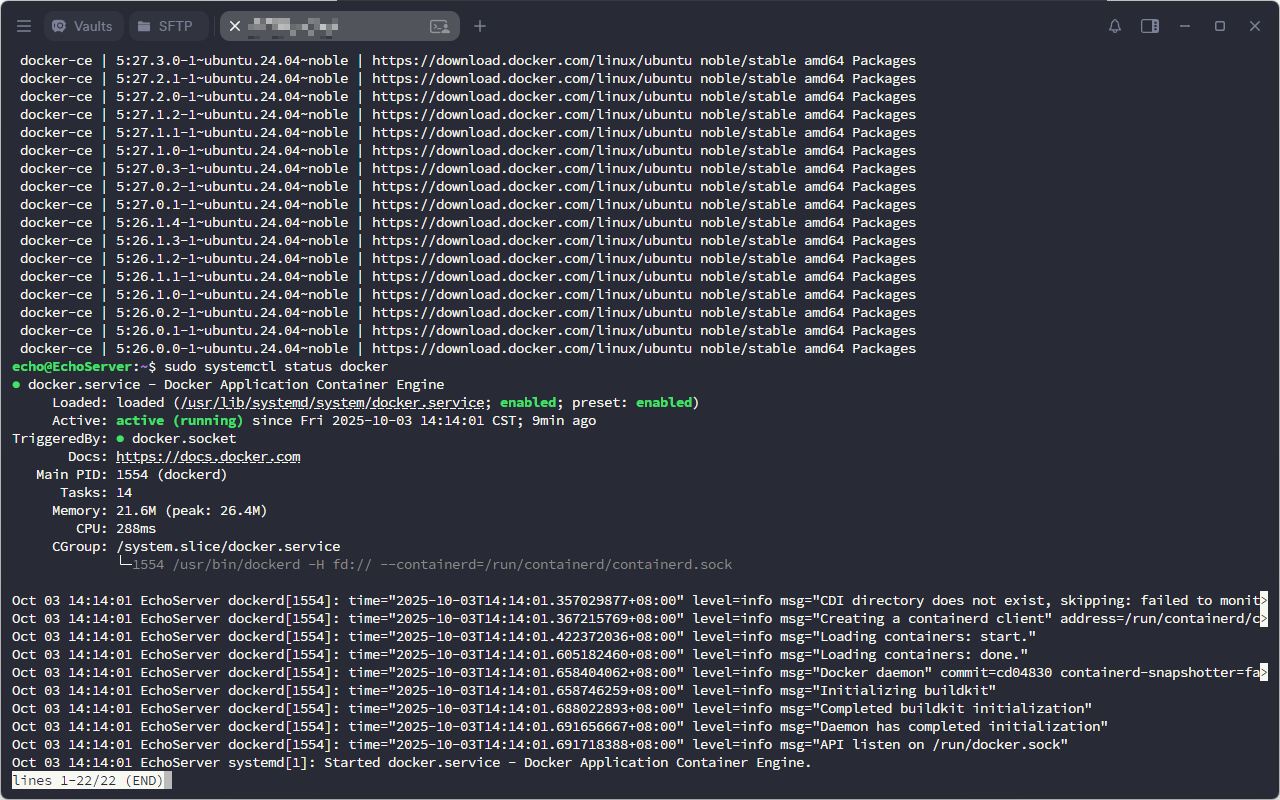 Vaults SFTP
docker-ce | 5:27.3.0-1~ubuntu.24.04~noble | https://download.docker.com/linux/ubuntu noble/stable amd64 Packages
docker-ce | 5:27.2.1-1~ubuntu.24.04~noble | https://download.docker.com/linux/ubuntu noble/stable amd64 Packages
docker-ce | 5:27.2.0-1~ubuntu.24.04~noble | https://download.docker.com/linux/ubuntu noble/stable amd64 Packages
docker-ce | 5:27.1.2-1~ubuntu.24.04~noble | https://download.docker.com/linux/ubuntu noble/stable amd64 Packages
docker-ce | 5:27.1.1-1~ubuntu.24.04~noble | https://download.docker.com/linux/ubuntu noble/stable amd64 Packages
docker-ce | 5:27.1.0-1~ubuntu.24.04~noble | https://download.docker.com/linux/ubuntu noble/stable amd64 Packages
docker-ce | 5:27.0.3-1~ubuntu.24.04~noble | https://download.docker.com/linux/ubuntu noble/stable amd64 Packages
docker-ce | 5:27.0.2-1~ubuntu.24.04~noble | https://download.docker.com/linux/ubuntu noble/stable amd64 Packages
docker-ce | 5:27.0.1-1~ubuntu.24.04~noble | https://download.docker.com/linux/ubuntu noble/stable amd64 Packages
docker-ce | 5:26.1.4-1~ubuntu.24.04~noble | https://download.docker.com/linux/ubuntu noble/stable amd64 Packages
docker-ce | 5:26.1.3-1~ubuntu.24.04~noble | https://download.docker.com/linux/ubuntu noble/stable amd64 Packages
docker-ce | 5:26.1.2-1~ubuntu.24.04~noble | https://download.docker.com/linux/ubuntu noble/stable amd64 Packages
docker-ce | 5:26.1.1-1~ubuntu.24.04~noble | https://download.docker.com/linux/ubuntu noble/stable amd64 Packages
docker-ce | 5:26.1.0-1~ubuntu.24.04~noble | https://download.docker.com/linux/ubuntu noble/stable amd64 Packages
docker-ce | 5:26.0.2-1~ubuntu.24.04~noble | https://download.docker.com/linux/ubuntu noble/stable amd64 Packages
docker-ce | 5:26.0.1-1~ubuntu.24.04~noble | https://download.docker.com/linux/ubuntu noble/stable amd64 Packages
docker-ce | 5:26.0.0-1~ubuntu.24.04~noble | https://download.docker.com/linux/ubuntu noble/stable amd64 Packages
echo@EchoServer:~$ sudo systemctl status docker
● docker.service - Docker Application Container Engine
Loaded: loaded (/usr/lib/systemd/system/docker.service; enabled; preset: enabled)
Active: active (running) since Fri 2025-10-03 14:14:01 CST; 9min ago
TriggeredBy: ● docker.socket
Docs: https://docs.docker.com
Main PID: 1554 (dockerd)
Tasks: 14
Memory: 21.6M (peak: 26.4M)
CPU: 288ms
CGroup: /system.slice/docker.service
└─1554 /usr/bin/dockerd -H fd:// --containerd=/run/containerd/containerd.sock
Oct 03 14:14:01 EchoServer dockerd[1554]: time="2025-10-03T14:14:01.357029877+08:00" level=info msg="CDI directory does not exist, skipping: failed to monit>
Oct 03 14:14:01 EchoServer dockerd[1554]: time="2025-10-03T14:14:01.367215769+08:00" level=info msg="Creating a containerd client" address=/run/containerd/c>
Oct 03 14:14:01 EchoServer dockerd[1554]: time="2025-10-03T14:14:01.422372036+08:00" level=info msg="Loading containers: start."
Oct 03 14:14:01 EchoServer dockerd[1554]: time="2025-10-03T14:14:01.605182460+08:00" level=info msg="Loading containers: done."
Oct 03 14:14:01 EchoServer dockerd[1554]: time="2025-10-03T14:14:01.658404062+08:00" level=info msg="Docker daemon" commit=cd04830 containerd-snapshotter=fa>
Oct 03 14:14:01 EchoServer dockerd[1554]: time="2025-10-03T14:14:01.658746259+08:00" level=info msg="Initializing buildkit"
Oct 03 14:14:01 EchoServer dockerd[1554]: time="2025-10-03T14:14:01.688022893+08:00" level=info msg="Completed buildkit initialization"
Oct 03 14:14:01 EchoServer dockerd[1554]: time="2025-10-03T14:14:01.691656667+08:00" level=info msg="Daemon has completed initialization"
Oct 03 14:14:01 EchoServer dockerd[1554]: time="2025-10-03T14:14:01.691718388+08:00" level=info msg="API listen on /run/docker.sock"
Oct 03 14:14:01 EchoServer systemd[1]: Started docker.service - Docker Application Container Engine.
lines 1-22/22 (END)